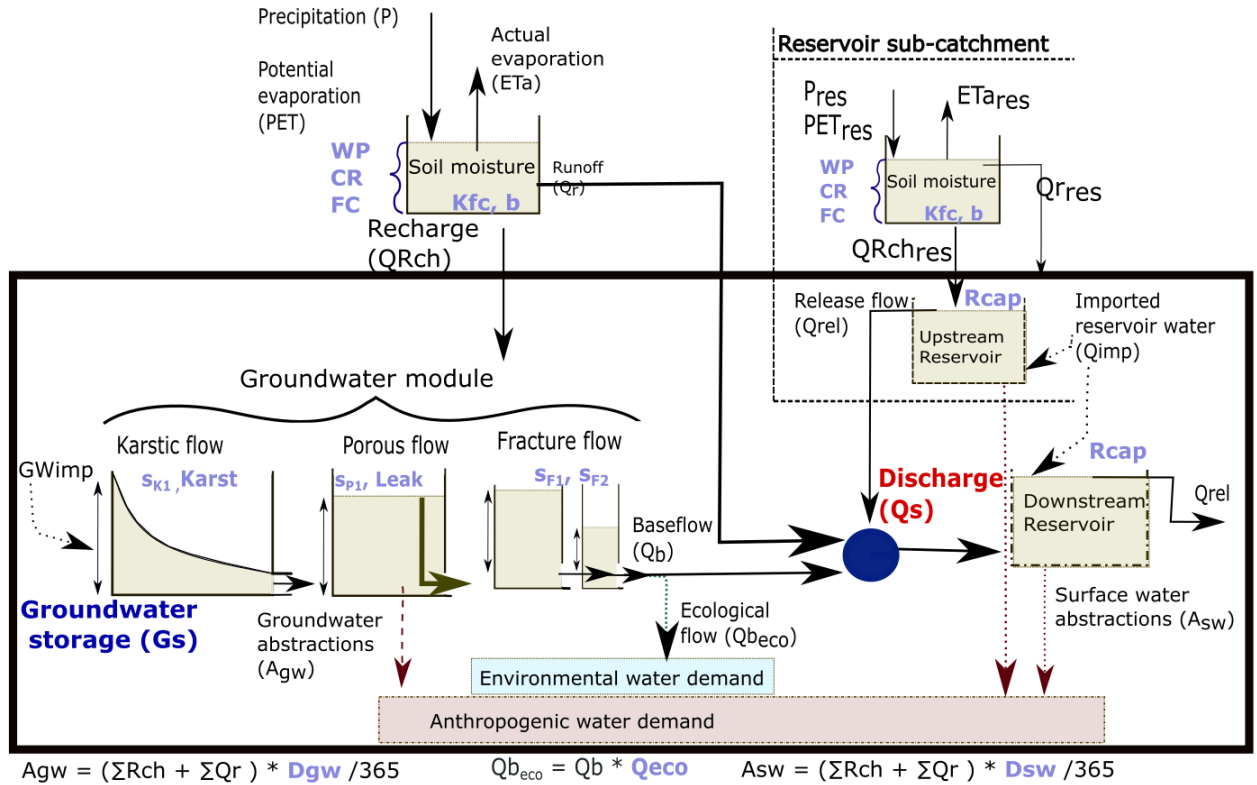 Precipitation (P)
Actual
evaporation
(ETa)
Potential
evaporation
(PET)
WP
CR
FC
Soil moisture
Kfc, b
Runoff
(Qr)
Recharge
(QRch)
Reservoir sub-catchment
Pres
PETres
ETares
WP
CR
FC
Soil moisture
Kfc, b
Qrres
QRchres
Release flow
(Qrel)
Rcap
Upstream
Reservoir
Imported
reservoir water
(Qimp)
Groundwater module
Karstic flow
sK1 ,Karst
Porous flow
sP1, Leak
Fracture flow
sF1, sF2
GWimp
Groundwater
storage (Gs)
Groundwater
abstractions
(Agw)
Baseflow
(Qb)
Ecological
flow (Qbeco)
Discharge
(Qs)
Rcap
Downstream
Reservoir
Qrel
Surface water
abstractions (Asw)
Environmental water demand
Anthropogenic water demand
Agw = (∑Rch + ∑Qr ) * Dgw /365
Qbeco = Qb * Qeco
Asw = (∑Rch + ∑Qr ) * Dsw /365